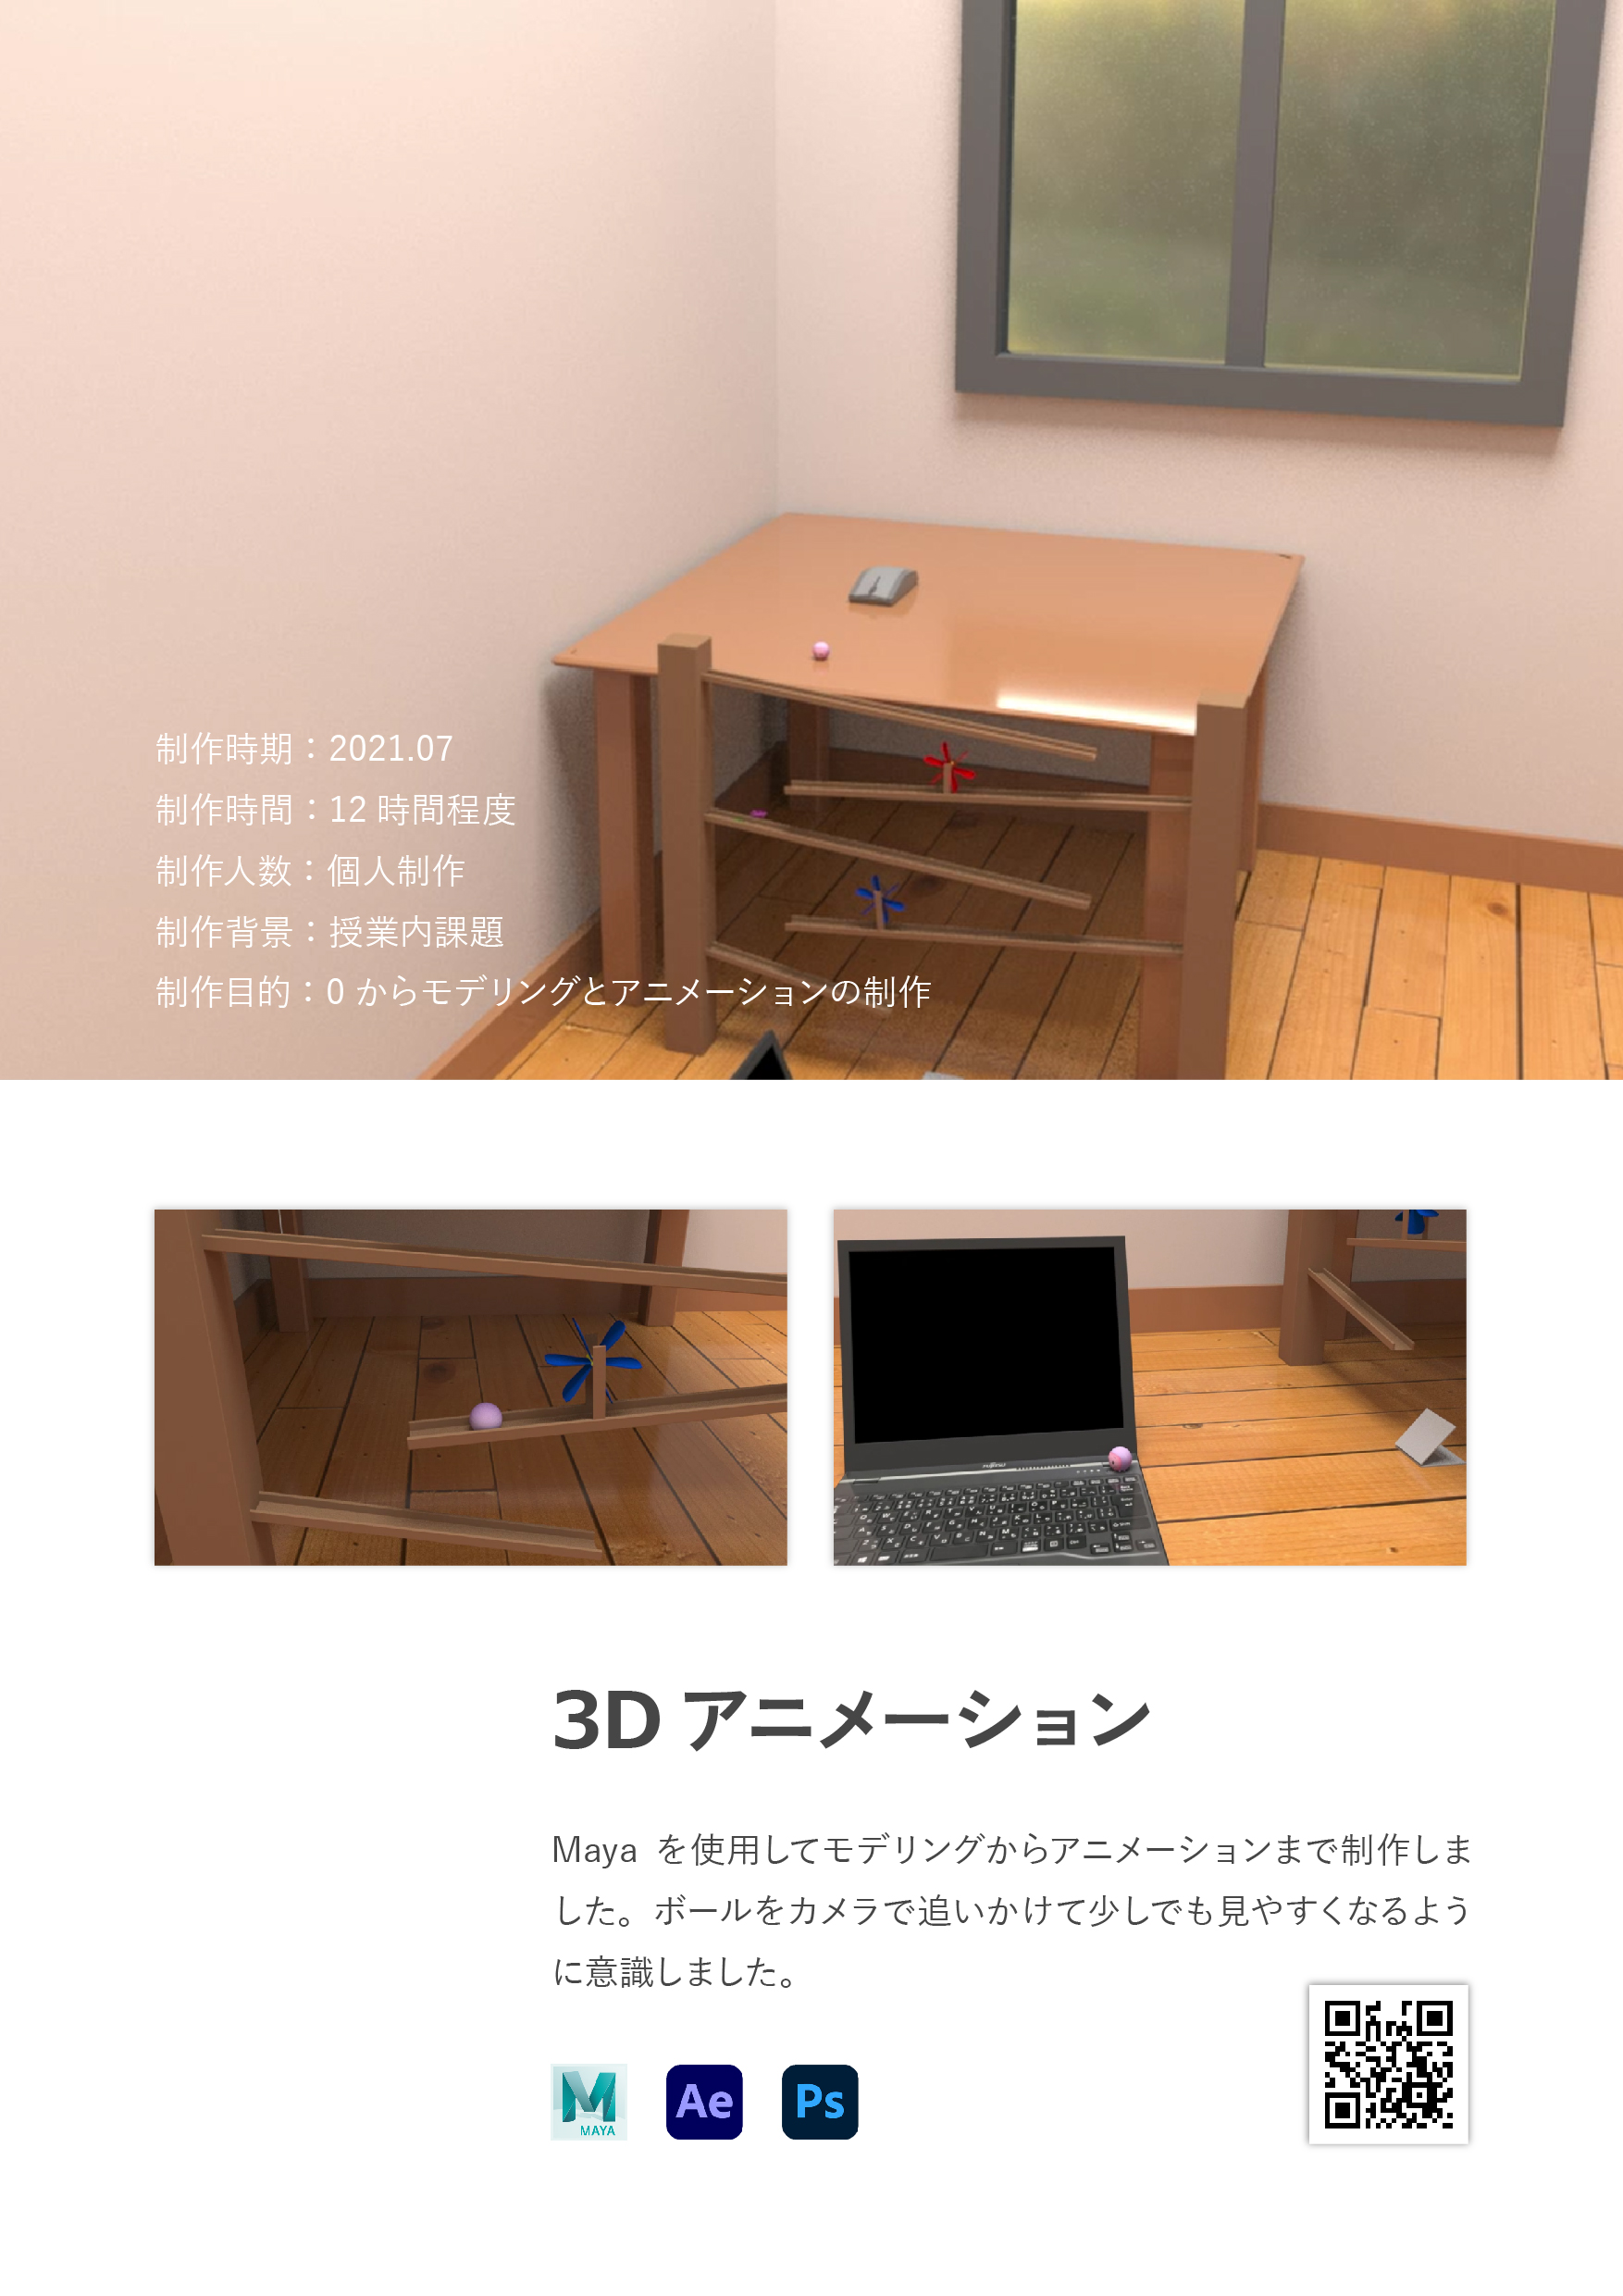 制作時期：2021.07
制作時間：12 時間程度
制作人数：個人制作
制作背景：授業内課題
制作目的：0 からモデリングとアニメーションの制作
3D アニメーション
Maya を使用してモデリングからアニメーションまで制作しま
した。ボールをカメラで追いかけて少しでも見やすくなるよう
に意識しました。
MAYA
Ae
Ps